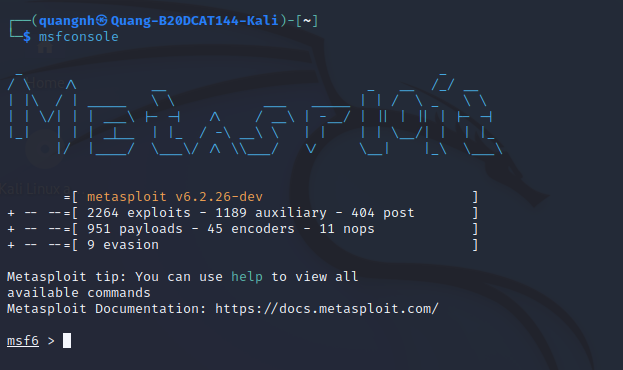 (quangnh㉿Quang-B20DCAT144-Kali)-[~]
$ msfconsole
METASPLOIT
=[ metasploit v6.2.26-dev ]
+ -- --=[ 2264 exploits - 1189 auxiliary - 404 post ]
+ -- --=[ 951 payloads - 45 encoders - 11 nops ]
+ -- --=[ 9 evasion ]
Metasploit tip: You can use help to view all
available commands
Metasploit Documentation: https://docs.metasploit.com/
msf6 >